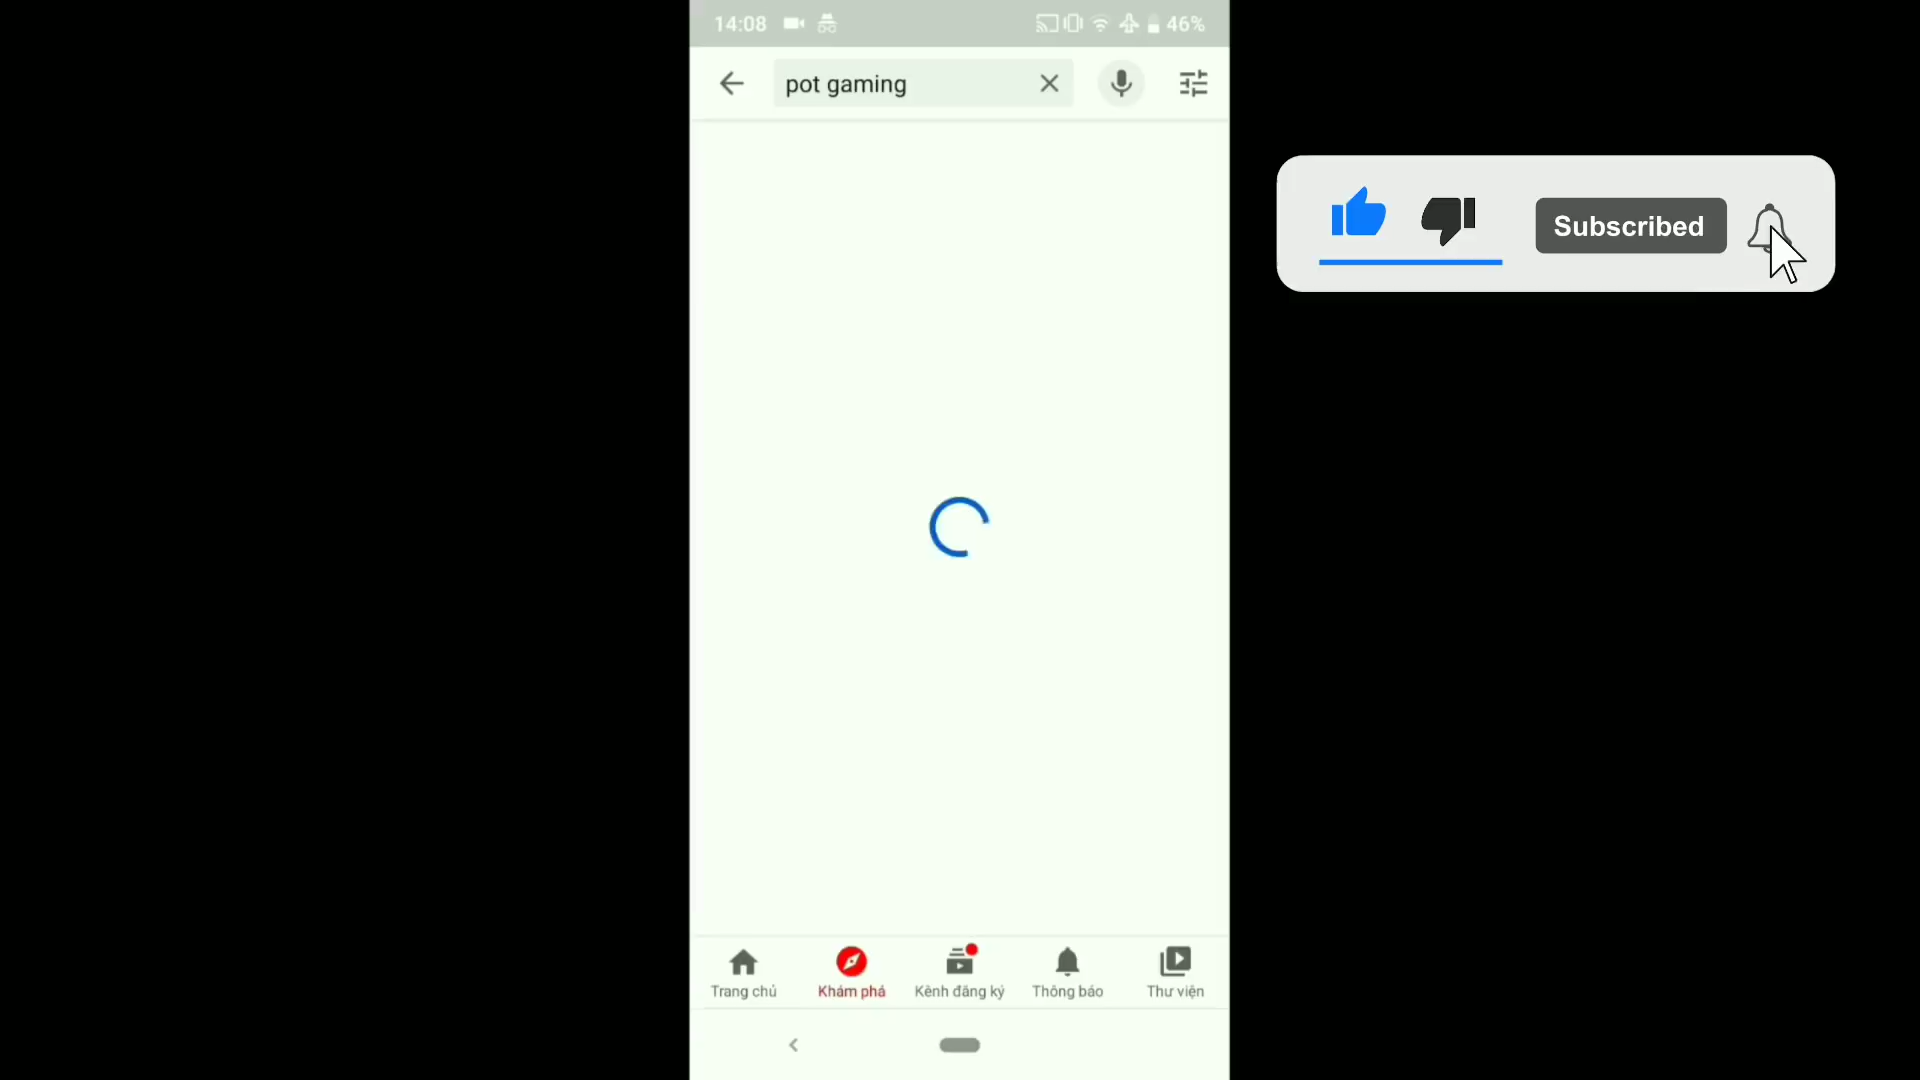 14:08 46%
pot gaming
Subscribed
Trang chủ Khám phá Kênh đăng ký Thông báo Thư viện